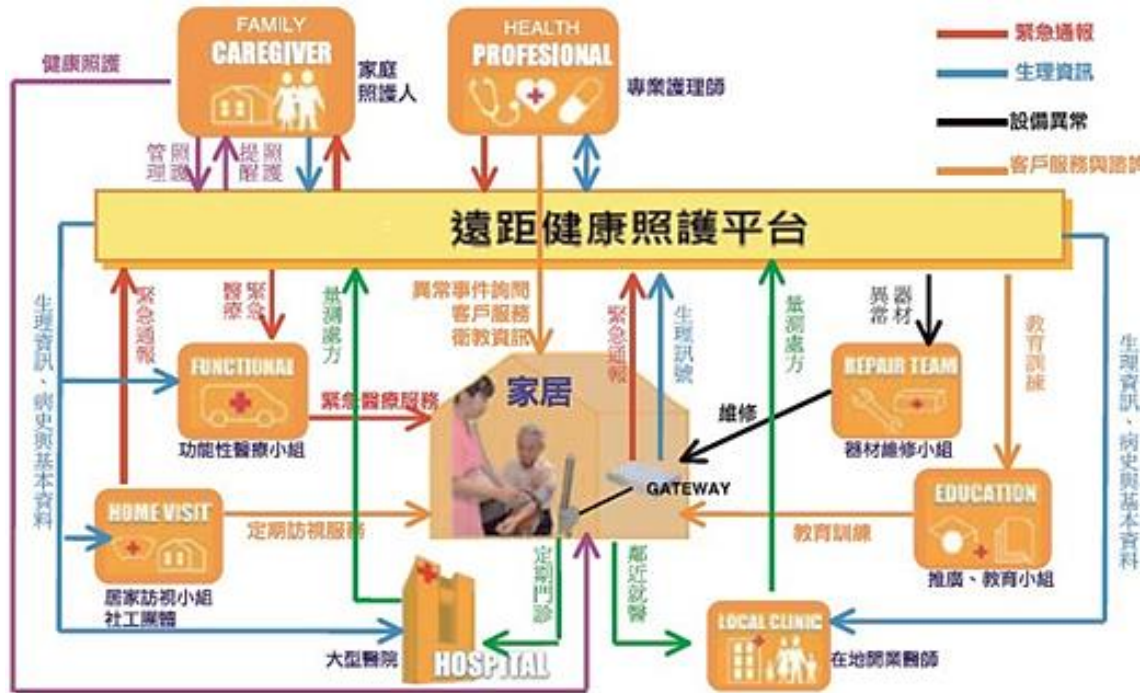 FAMILY
CAREGIVER
家庭
照護人
HEALTH
PROFESIONAL
專業護理師
緊急通報
生理資訊
設備異常
客戶服務與諮詢
健康照護
照護
管理
照護
提醒
遠距健康照護平台
生理資訊、病史與基本資料
緊急通報
緊急
醫療
量測處方
異常事件詢問
客戶服務
衛教資訊
緊急通報
生理訊號
量測處方
器材
異常
教育訓練
生理資訊、病史與基本資料
FUNCTIONAL
功能性醫療小組
緊急醫療服務
家居
GATEWAY
維修
REPAIR TEAM
器材維修小組
HOME VISIT
居家訪視小組
社工團體
定期訪視服務
教育訓練
EDUCATION
推廣、教育小組
定期門診
鄰近就醫
大型醫院
HOSPITAL
LOCAL CLINIC
在地開業醫師